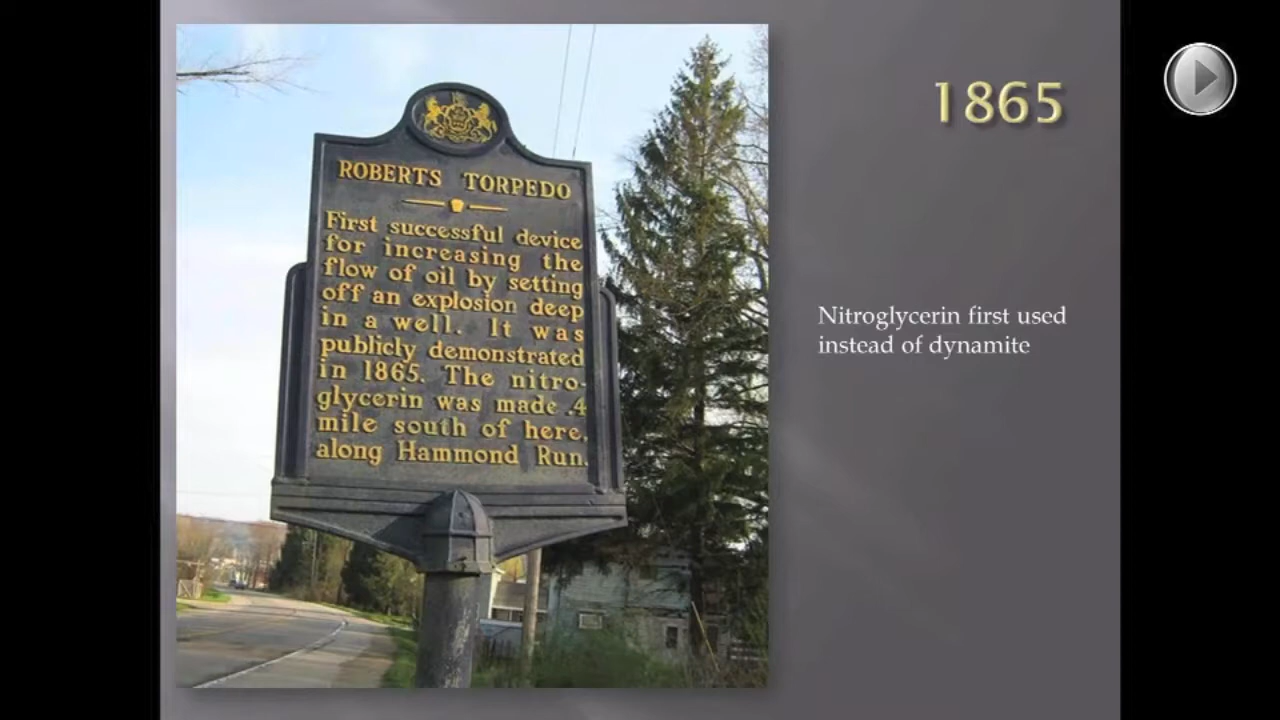 ROBERTS TORPEDO
First successful device
for increasing the
flow of oil by setting
off an explosion deep
in a well. It was
publicly demonstrated
in 1865. The nitro-
glycerin was made .4
mile south of here,
along Hammond Run.
1865
Nitroglycerin first used
instead of dynamite